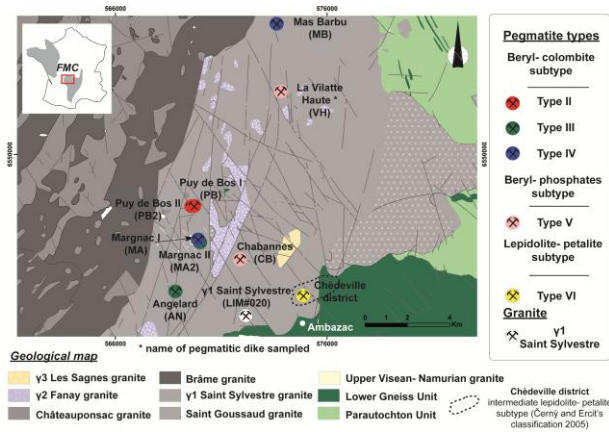 566000
576000
Mas Barbu
(MB)
FMC
La Vilatte
Haute *
(VH)
6550000
6550000
Puy de Bos I
(PB)
Puy de Bos II
(PB2)
Margnac I
(MA)
Margnac II
(MA2)
Chabannes
(CB)
Angelard
(AN)
γ1 Saint Sylvestre
(LIM#020)
Chèdeville
district
Ambazac
0 2 4
Km
566000
576000
* name of pegmatitic dike sampled
Pegmatite types
Beryl-colombite
subtype
Type II
Type III
Type IV
Beryl-phosphates
subtype
Type V
Lepidolite- petalite
subtype
Type VI
Granite
γ1
Saint Sylvestre
Geological map
γ3 Les Sagnes granite
γ2 Fanay granite
Châteauponsac granite
Brâme granite
γ1 Saint Sylvestre granite
Saint Goussaud granite
Upper Visean- Namurian granite
Lower Gneiss Unit
Parautochton Unit
Chèdeville district
intermediate lepidolite- petalite
subtype (Černý and Ercit's
classification 2005)